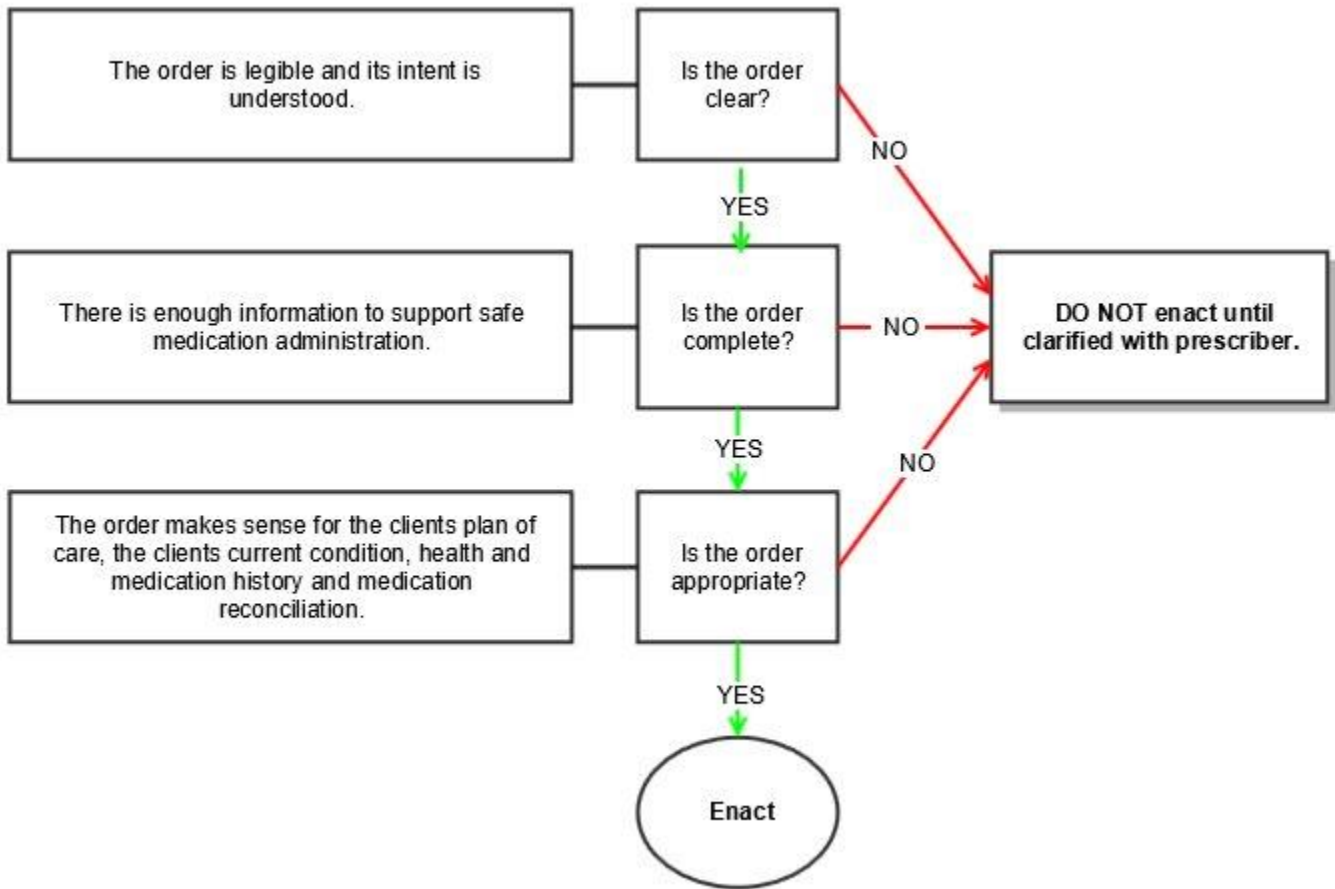 The order is legible and its intent is
understood.
Is the order
clear?
NO
YES
There is enough information to support safe
medication administration.
Is the order
complete?
NO
DO NOT enact until
clarified with prescriber.
YES
NO
The order makes sense for the clients plan of
care, the clients current condition, health and
medication history and medication
reconciliation.
Is the order
appropriate?
YES
Enact